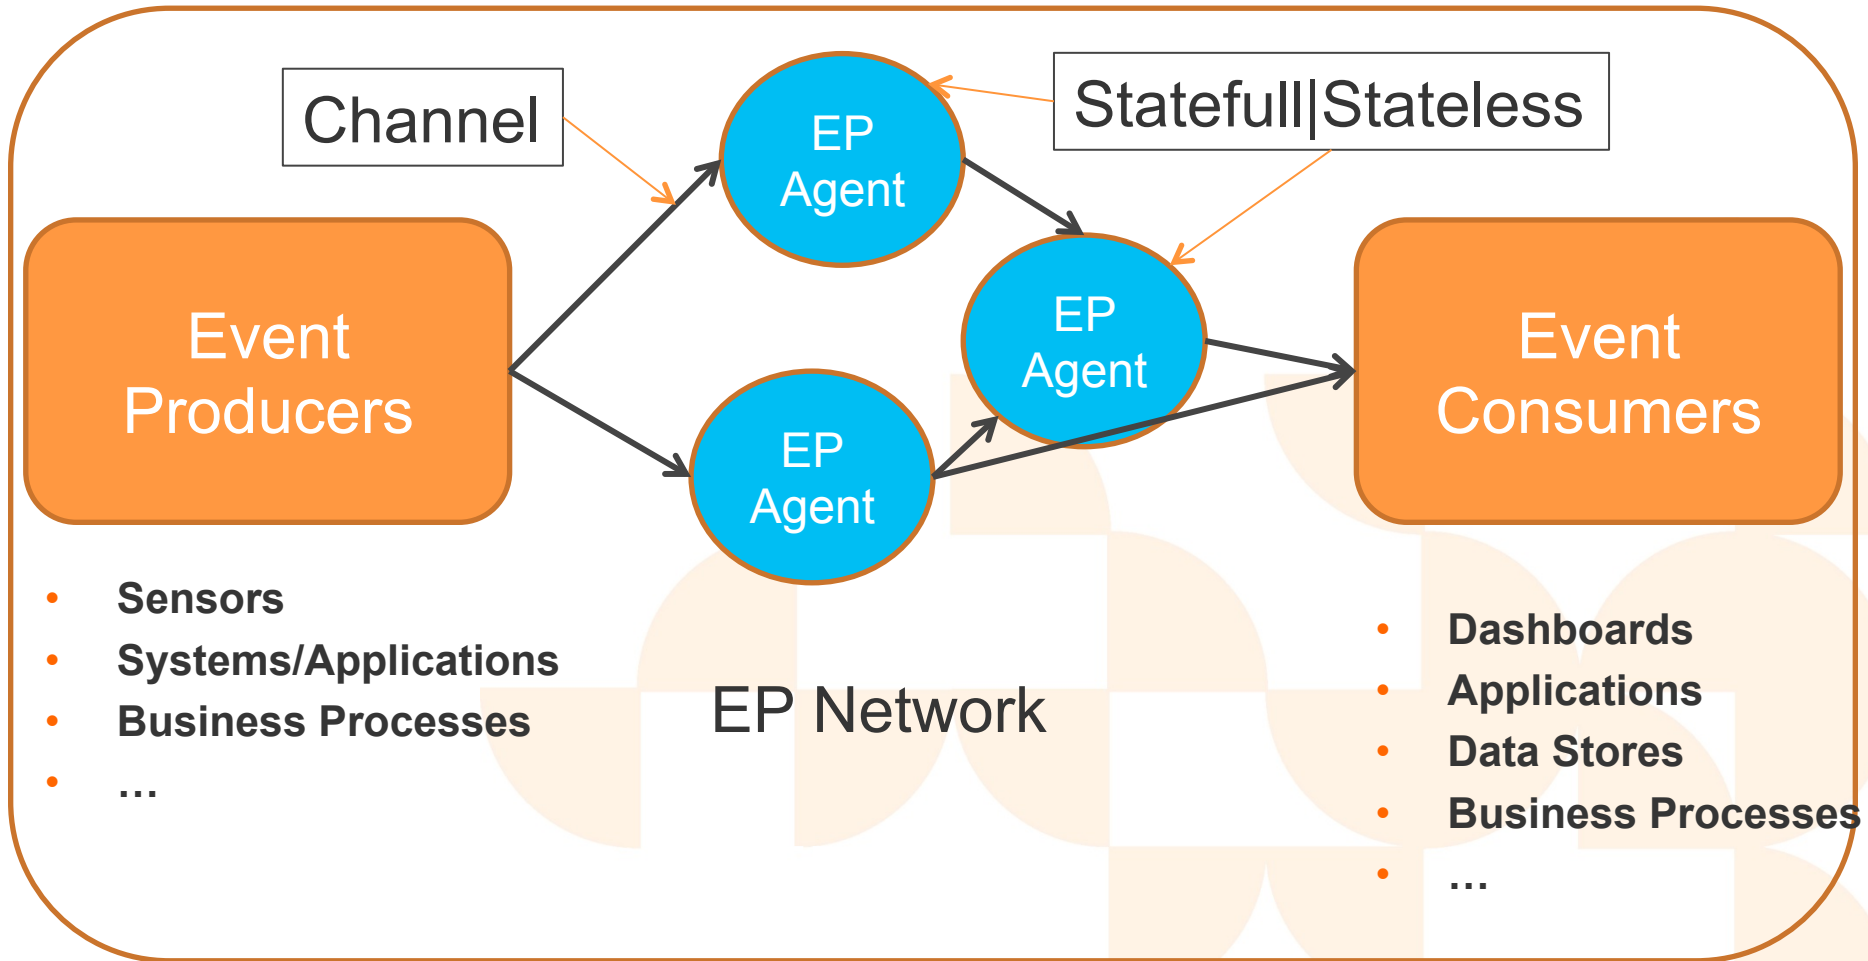 Channel
Statefull|Stateless
EP
Agent
EP
Agent
EP
Agent
Event
Producers
Event
Consumers
• Sensors
• Systems/Applications
• Business Processes
• …
EP Network
• Dashboards
• Applications
• Data Stores
• Business Processes
• …